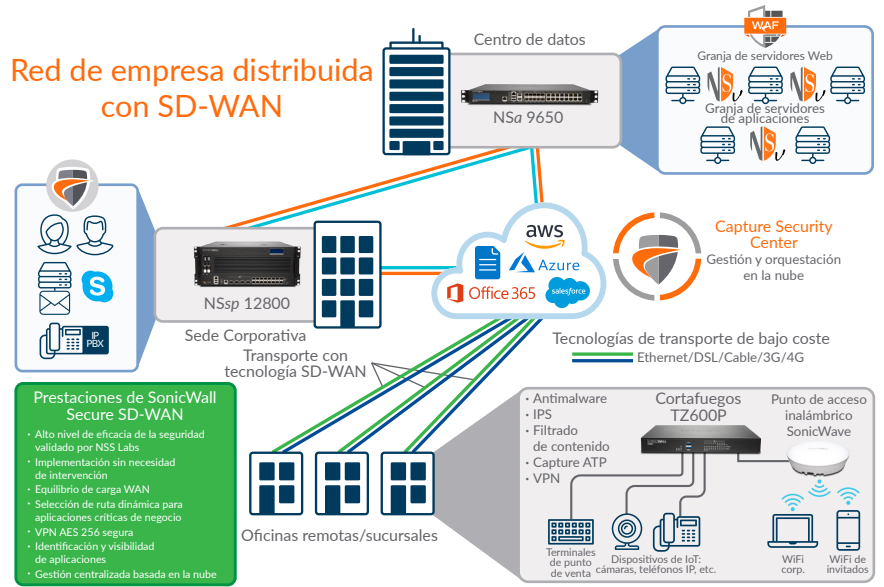 Red de empresa distribuida
con SD-WAN
Centro de datos
NSa 9650
WAF
Granja de servidores Web
NSv
NSv
Granja de servidores
de aplicaciones
NSv
NSsp 12800
Sede Corporativa
IP
PBX
aws
Azure
Office 365
salesforce
Capture Security
Center
Gestión y orquestación
en la nube
Transporte con
tecnología SD-WAN
Tecnologías de transporte de bajo coste
Ethernet/DSL/Cable/3G/4G
Prestaciones de SonicWall
Secure SD-WAN
· Alto nivel de eficacia de la seguridad
validado por NSS Labs
· Implementación sin necesidad
de intervención
· Equilibrio de carga WAN
· Selección de ruta dinámica para
aplicaciones críticas de negocio
· VPN AES 256 segura
· Identificación y visibilidad
de aplicaciones
· Gestión centralizada basada en la nube
Oficinas remotas/sucursales
· Antimalware
· IPS
· Filtrado
de contenido
· Capture ATP
· VPN
Cortafuegos
TZ600P
Punto de acceso
inalámbrico
SonicWave
Terminales
de punto
de venta
Dispositivos de IoT:
cámaras, teléfonos IP, etc.
WiFi
corp.
WiFi de
invitados